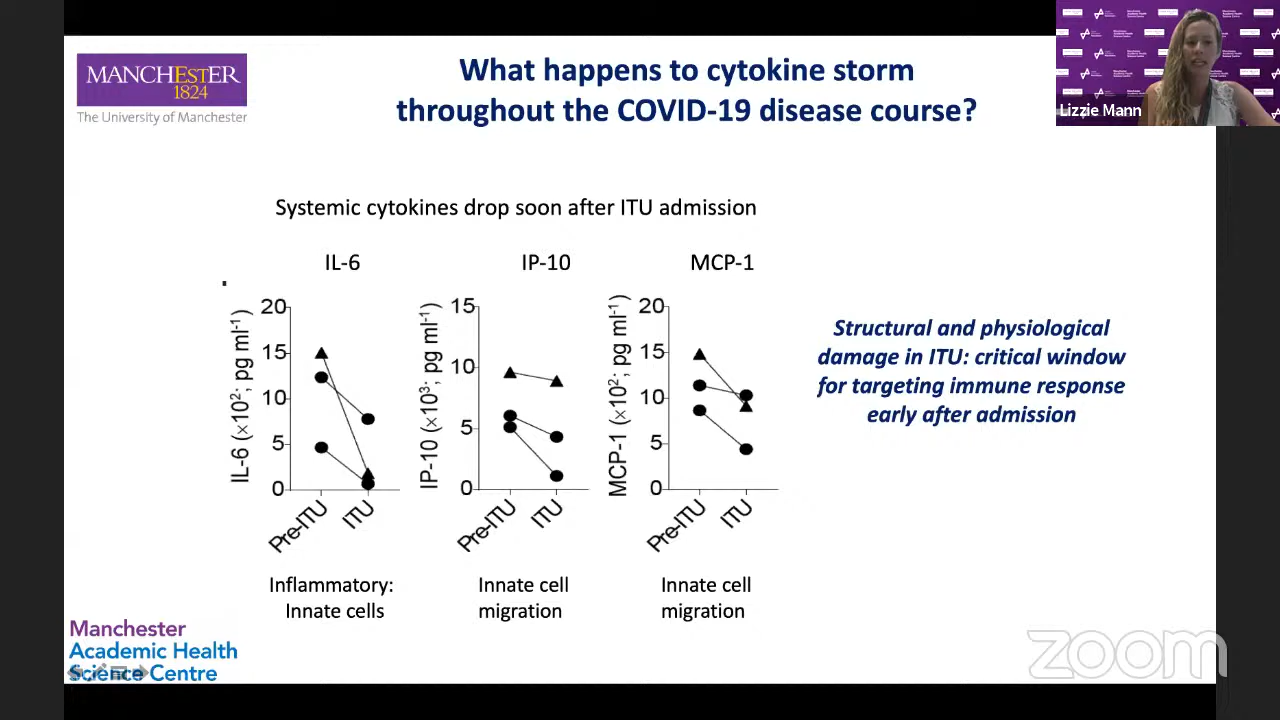 MANCHESTER
1824
The University of Manchester
What happens to cytokine storm
throughout the COVID-19 disease course?
Lizzie Mann
Systemic cytokines drop soon after ITU admission
IL-6
IP-10
MCP-1
IL-6 (×10²; pg ml⁻¹)
20
15
10
5
0
Pre-ITU
ITU
IP-10 (×10³; pg ml⁻¹)
15
10
5
0
Pre-ITU
ITU
MCP-1 (×10²; pg ml⁻¹)
20
15
10
5
0
Pre-ITU
ITU
Structural and physiological
damage in ITU: critical window
for targeting immune response
early after admission
Inflammatory:
Innate cells
Innate cell
migration
Innate cell
migration
Manchester
Academic Health
Science Centre
zoom